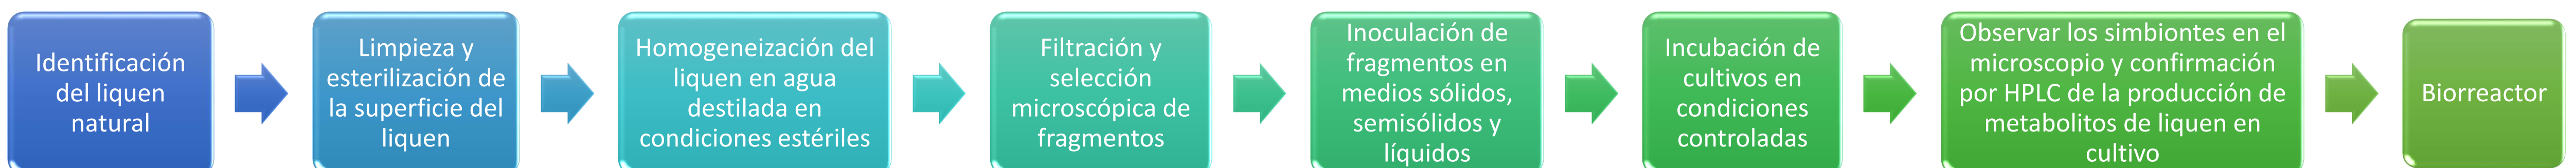 Identificación
del liquen
natural
Limpieza y
esterilización de
la superficie del
liquen
Homogeneización del
liquen en agua
destilada en
condiciones estériles
Filtración y
selección
microscópica de
fragmentos
Inoculación de
fragmentos en
medios sólidos,
semisólidos y
líquidos
Incubación de
cultivos en
condiciones
controladas
Observar los simbiontes en el
microscopio y confirmación
por HPLC de la producción de
metabolitos de liquen en
cultivo
Biorreactor